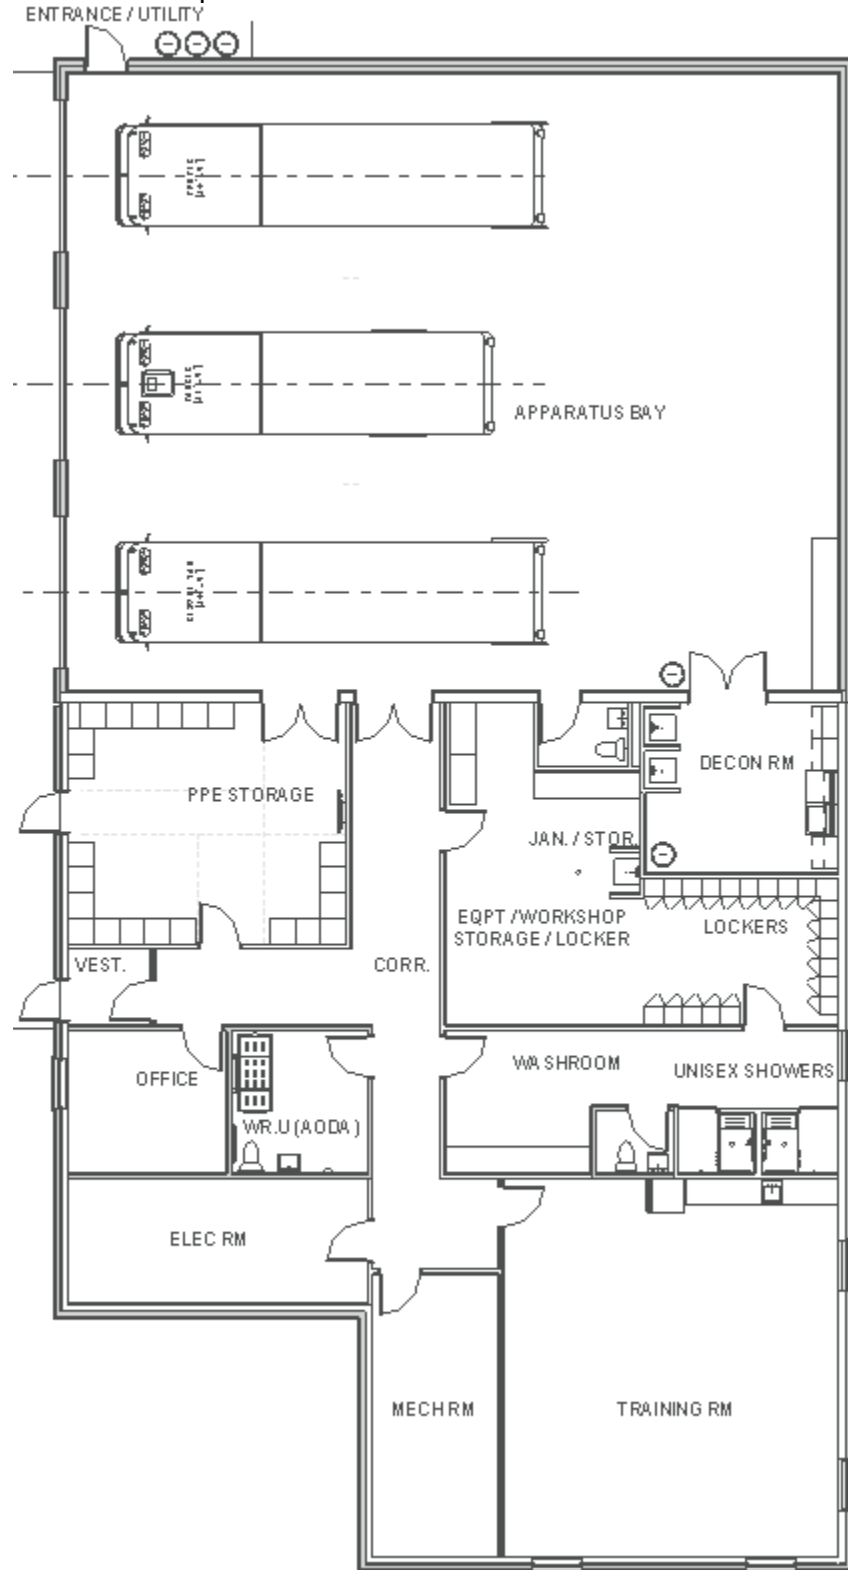 ENTRANCE / UTILITY
APPARATUS BAY
PPE STORAGE
DECON RM
JAN. / STOR.
EQPT / WORKSHOP
STORAGE / LOCKER
LOCKERS
VEST.
CORR.
OFFICE
WASHROOM
UNISEX SHOWERS
WR.U (AODA)
ELEC RM
MECH RM
TRAINING RM